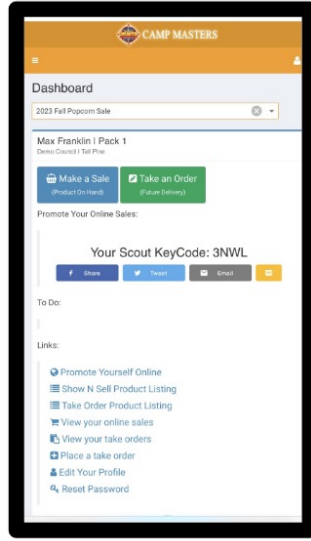 CAMP MASTERS
Dashboard
2023 Fall Popcorn Sale
Max Franklin | Pack 1
Demo Council | Tall Pine
Make a Sale
(Product On Hand)
Take an Order
(Future Delivery)
Promote Your Online Sales:
Your Scout KeyCode: 3NWL
Share
Tweet
Email
To Do:
Links:
Promote Yourself Online
Show N Sell Product Listing
Take Order Product Listing
View your online sales
View your take orders
Place a take order
Edit Your Profile
Reset Password